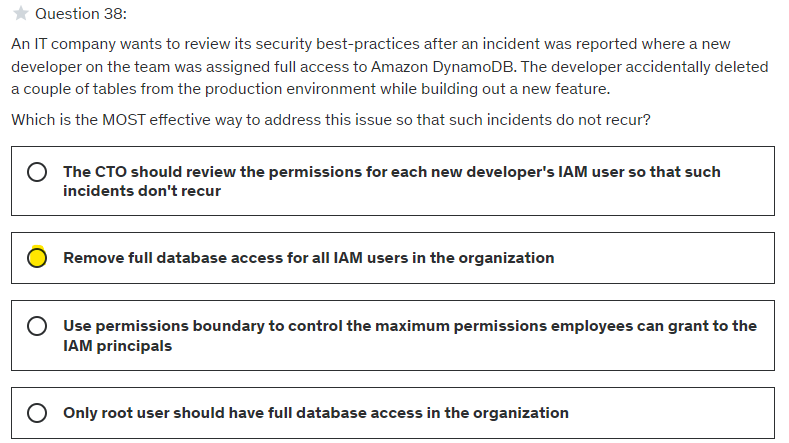 Question 38:
An IT company wants to review its security best-practices after an incident was reported where a new
developer on the team was assigned full access to Amazon DynamoDB. The developer accidentally deleted
a couple of tables from the production environment while building out a new feature.
Which is the MOST effective way to address this issue so that such incidents do not recur?
The CTO should review the permissions for each new developer's IAM user so that such
incidents don't recur
Remove full database access for all IAM users in the organization
Use permissions boundary to control the maximum permissions employees can grant to the
IAM principals
Only root user should have full database access in the organization